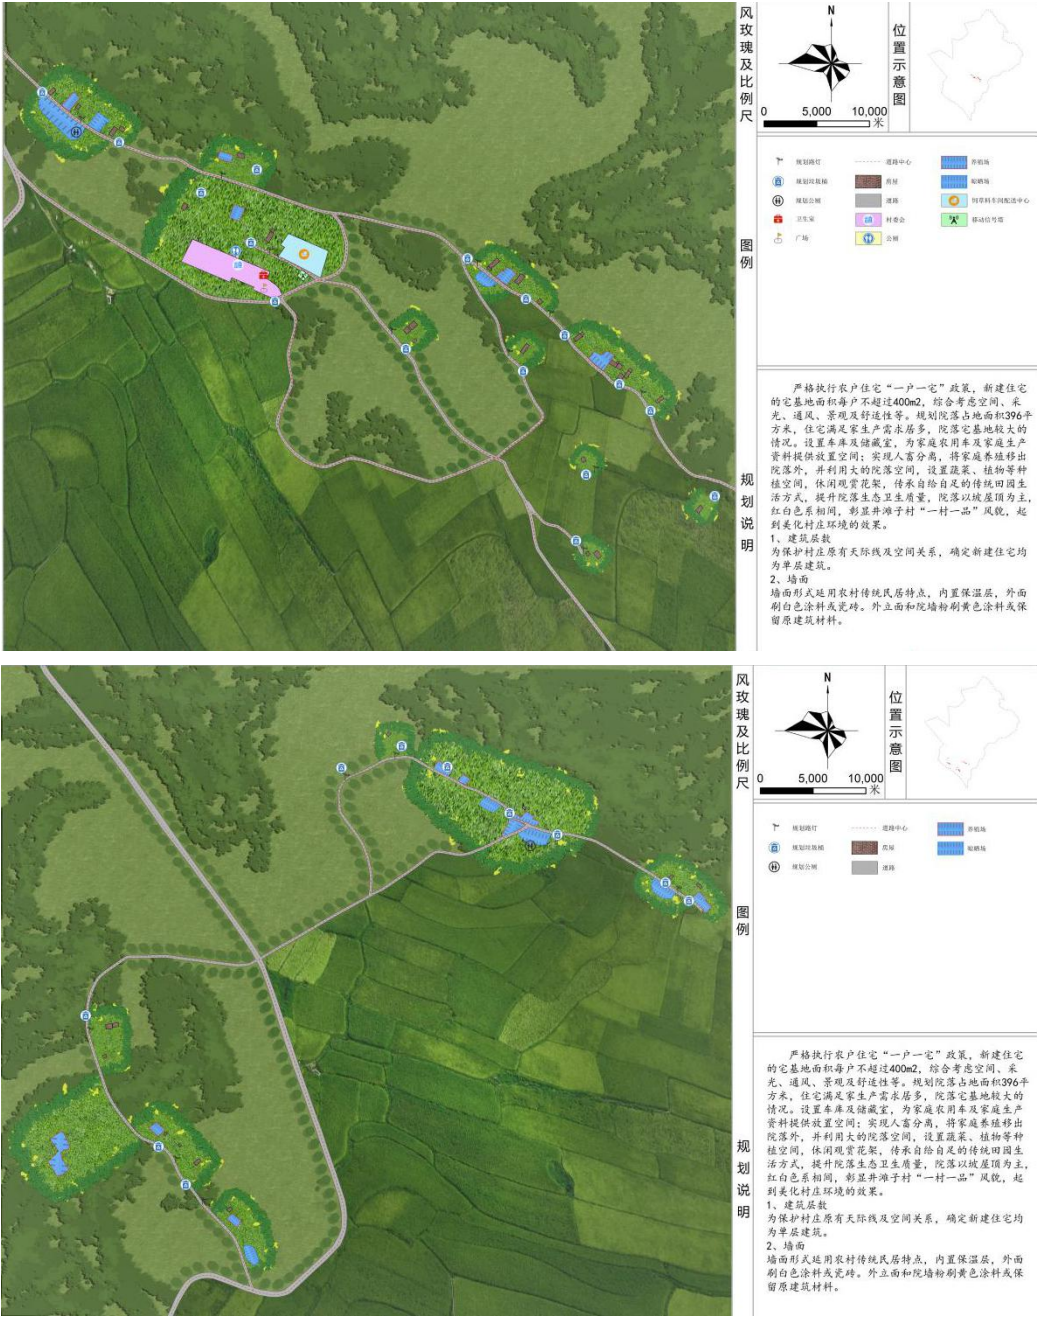 风玫瑰及比例尺
N
0 5,000 10,000
米
位置示意图
图例
规划路灯
道路中心
养殖场
规划垃圾桶
房屋
晾晒场
规划公厕
道路
饲草料车间配送中心
卫生室
村委会
移动信号塔
广场
公厕
规划说明
严格执行农户住宅“一户一宅”政策，新建住宅
的宅基地面积每户不超过400m2，综合考虑空间、采
光、通风、景观及舒适性等。规划院落占地面积396平
方米，住宅满足家生产需求居多，院落宅基地较大的
情况。设置车库及储藏室，为家庭农用车及家庭生产
资料提供放置空间；实现人畜分离，将家庭养殖移出
院落外，并利用大的院落空间，设置蔬菜、植物等种
植空间，休闲观赏花架，传承自给自足的传统田园生
活方式，提升院落生态卫生质量，院落以坡屋顶为主，
红白色系相间，彰显井滩子村“一村一品”风貌，起
到美化村庄环境的效果。
1、建筑层数
为保护村庄原有天际线及空间关系，确定新建住宅均
为单层建筑。
2、墙面
墙面形式延用农村传统民居特点，内置保温层，外面
刷白色涂料或瓷砖。外立面和院墙粉刷黄色涂料或保
留原建筑材料。
风玫瑰及比例尺
N
0 5,000 10,000
米
位置示意图
图例
规划路灯
道路中心
养殖场
规划垃圾桶
房屋
晾晒场
规划公厕
道路
规划说明
严格执行农户住宅“一户一宅”政策，新建住宅
的宅基地面积每户不超过400m2，综合考虑空间、采
光、通风、景观及舒适性等。规划院落占地面积396平
方米，住宅满足家生产需求居多，院落宅基地较大的
情况。设置车库及储藏室，为家庭农用车及家庭生产
资料提供放置空间；实现人畜分离，将家庭养殖移出
院落外，并利用大的院落空间，设置蔬菜、植物等种
植空间，休闲观赏花架，传承自给自足的传统田园生
活方式，提升院落生态卫生质量，院落以坡屋顶为主，
红白色系相间，彰显井滩子村“一村一品”风貌，起
到美化村庄环境的效果。
1、建筑层数
为保护村庄原有天际线及空间关系，确定新建住宅均
为单层建筑。
2、墙面
墙面形式延用农村传统民居特点，内置保温层，外面
刷白色涂料或瓷砖。外立面和院墙粉刷黄色涂料或保
留原建筑材料。